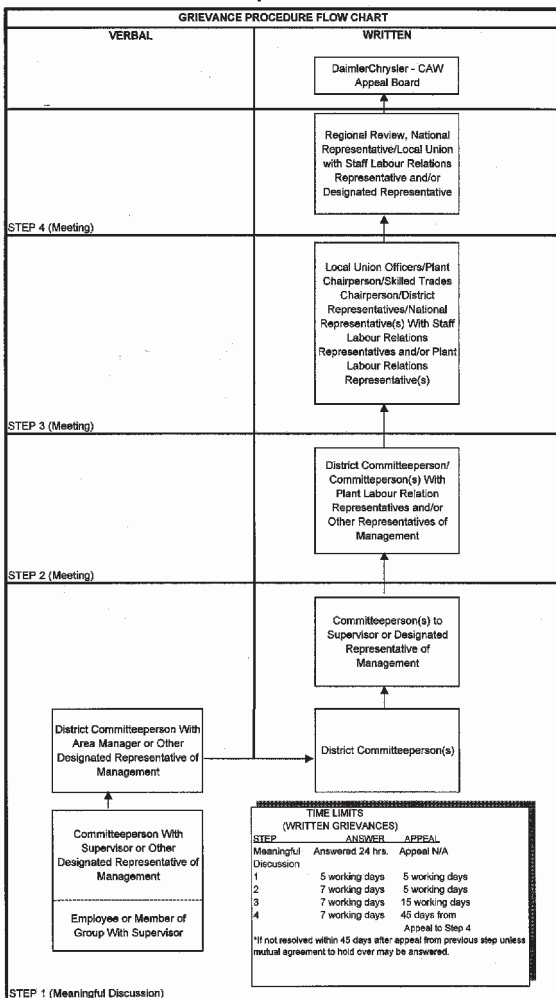 GRIEVANCE PROCEDURE FLOW CHART
VERBAL
WRITTEN
DaimlerChrysler - CAW
Appeal Board
Regional Review, National
Representative/Local Union
with Staff Labour Relations
Representative and/or
Designated Representative
STEP 4 (Meeting)
Local Union Officers/Plant
Chairperson/Skilled Trades
Chairperson/District
Representatives/National
Representative(s) With Staff
Labour Relations
Representatives and/or Plant
Labour Relations
Representative(s)
STEP 3 (Meeting)
District Committeeperson/
Committeperson(s) With
Plant Labour Relation
Representatives and/or
Other Representatives of
Management
STEP 2 (Meeting)
Committeeperson(s) to
Supervisor or Designated
Representative of
Management
District Committeeperson With
Area Manager or Other
Designated Representative of
Management
District Committeeperson(s)
Committeeperson With
Supervisor or Other
Designated Representative of
Management
Employee or Member of
Group With Supervisor
TIME LIMITS
(WRITTEN GRIEVANCES)
STEP ANSWER APPEAL
Meaningful Answered 24 hrs. Appeal N/A
Discussion
1 5 working days 5 working days
2 7 working days 5 working days
3 7 working days 15 working days
4 7 working days 45 days from
Appeal to Step 4
*If not resolved within 45 days after appeal from previous step unless
mutual agreement to hold over may be answered.
STEP 1 (Meaningful Discussion)